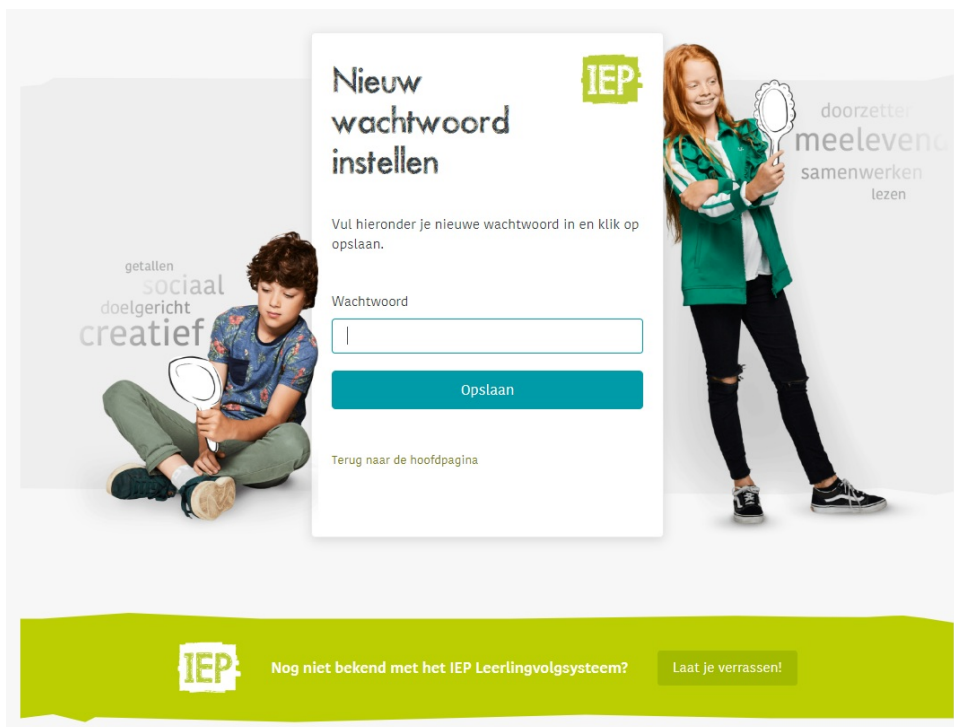 Nieuw
wachtwoord
instellen
IEP
Vul hieronder je nieuwe wachtwoord in en klik op
opslaan.
Wachtwoord
Opslaan
Terug naar de hoofdpagina
getallen
sociaal
doelgericht
creatief
doorzetter
meelevend
samenwerken
lezen
IEP
Nog niet bekend met het IEP Leerlingvolgsysteem?
Laat je verrassen!